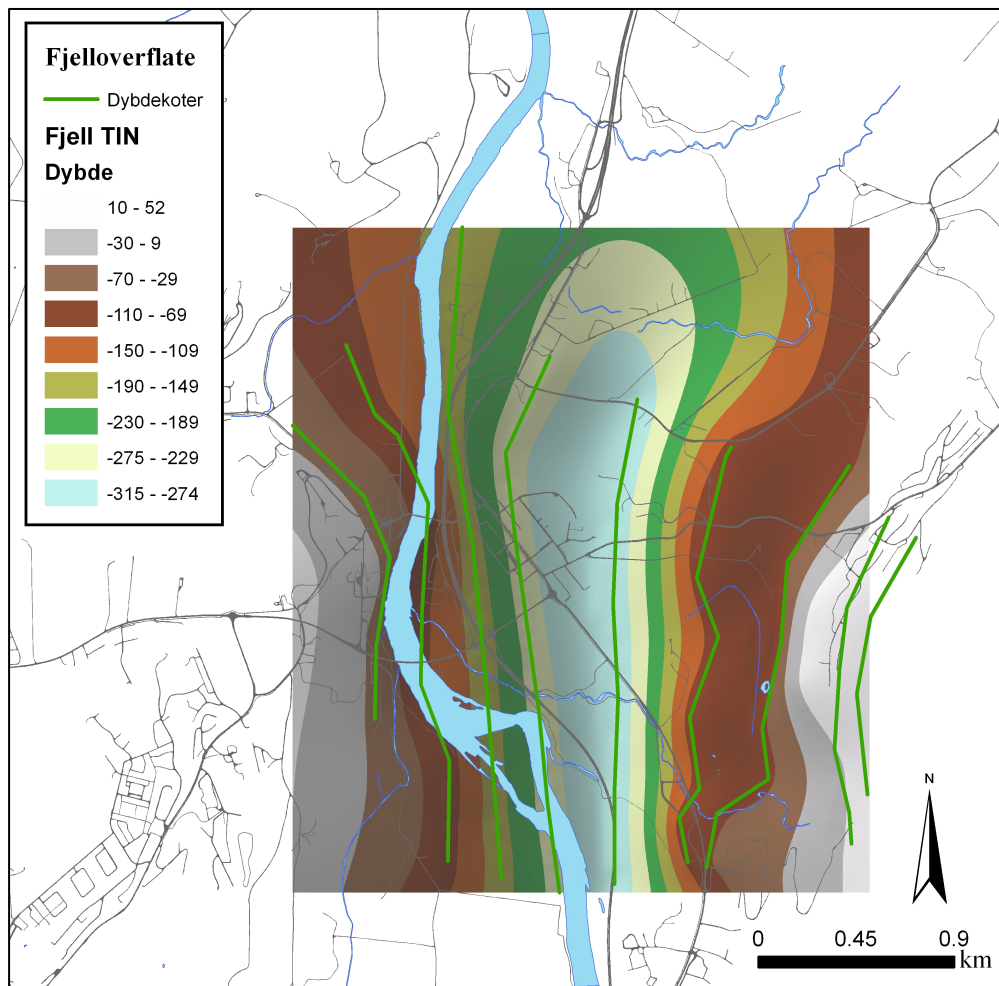 Fjelloverflate
Dybdekoter
Fjell TIN
Dybde
10 - 52
-30 - 9
-70 - -29
-110 - -69
-150 - -109
-190 - -149
-230 - -189
-275 - -229
-315 - -274
N
0 0.45 0.9
km